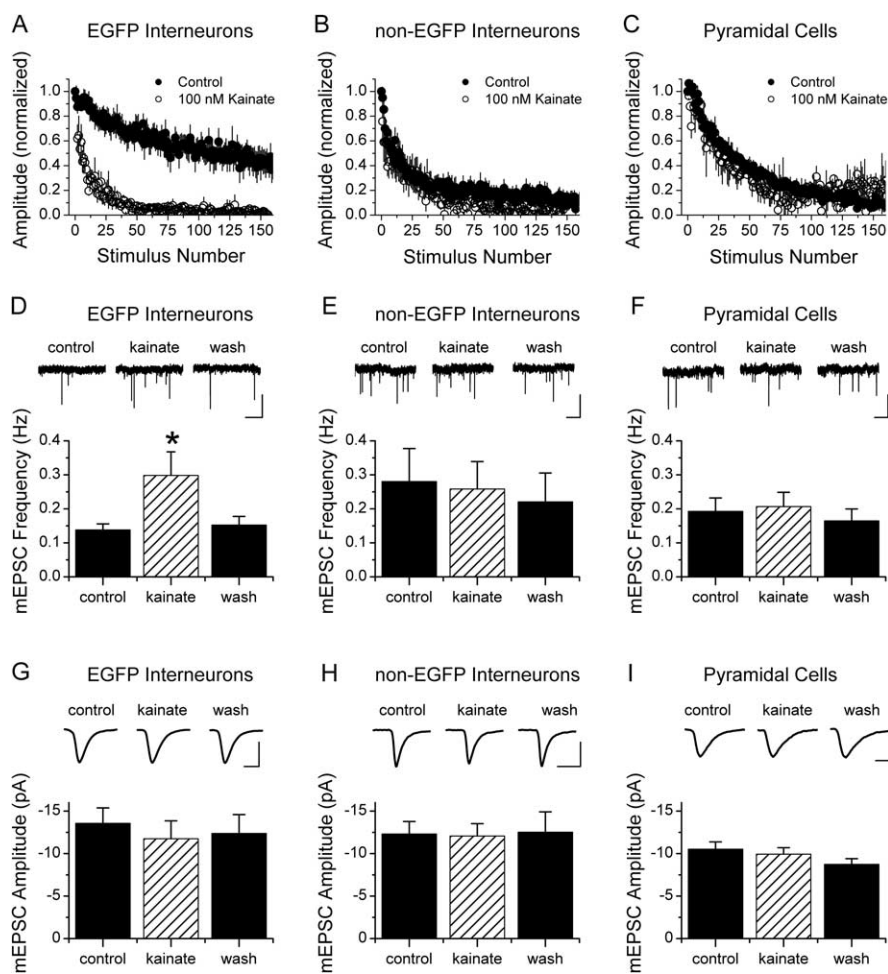 A EGFP Interneurons
Control
100 nM Kainate
Amplitude (normalized)
1.0
0.8
0.6
0.4
0.2
0.0
0 25 50 75 100 125 150
Stimulus Number
B non-EGFP Interneurons
Control
100 nM Kainate
Amplitude (normalized)
1.0
0.8
0.6
0.4
0.2
0.0
0 25 50 75 100 125 150
Stimulus Number
C Pyramidal Cells
Control
100 nM Kainate
Amplitude (normalized)
1.0
0.8
0.6
0.4
0.2
0.0
0 25 50 75 100 125 150
Stimulus Number
D EGFP Interneurons
control kainate wash
mEPSC Frequency (Hz)
0.4
*
0.3
0.2
0.1
0.0
control kainate wash
E non-EGFP Interneurons
control kainate wash
mEPSC Frequency (Hz)
0.4
0.3
0.2
0.1
0.0
control kainate wash
F Pyramidal Cells
control kainate wash
mEPSC Frequency (Hz)
0.4
0.3
0.2
0.1
0.0
control kainate wash
G EGFP Interneurons
control kainate wash
mEPSC Amplitude (pA)
-15
-10
-5
0
control kainate wash
H non-EGFP Interneurons
control kainate wash
mEPSC Amplitude (pA)
-15
-10
-5
0
control kainate wash
I Pyramidal Cells
control kainate wash
mEPSC Amplitude (pA)
-15
-10
-5
0
control kainate wash